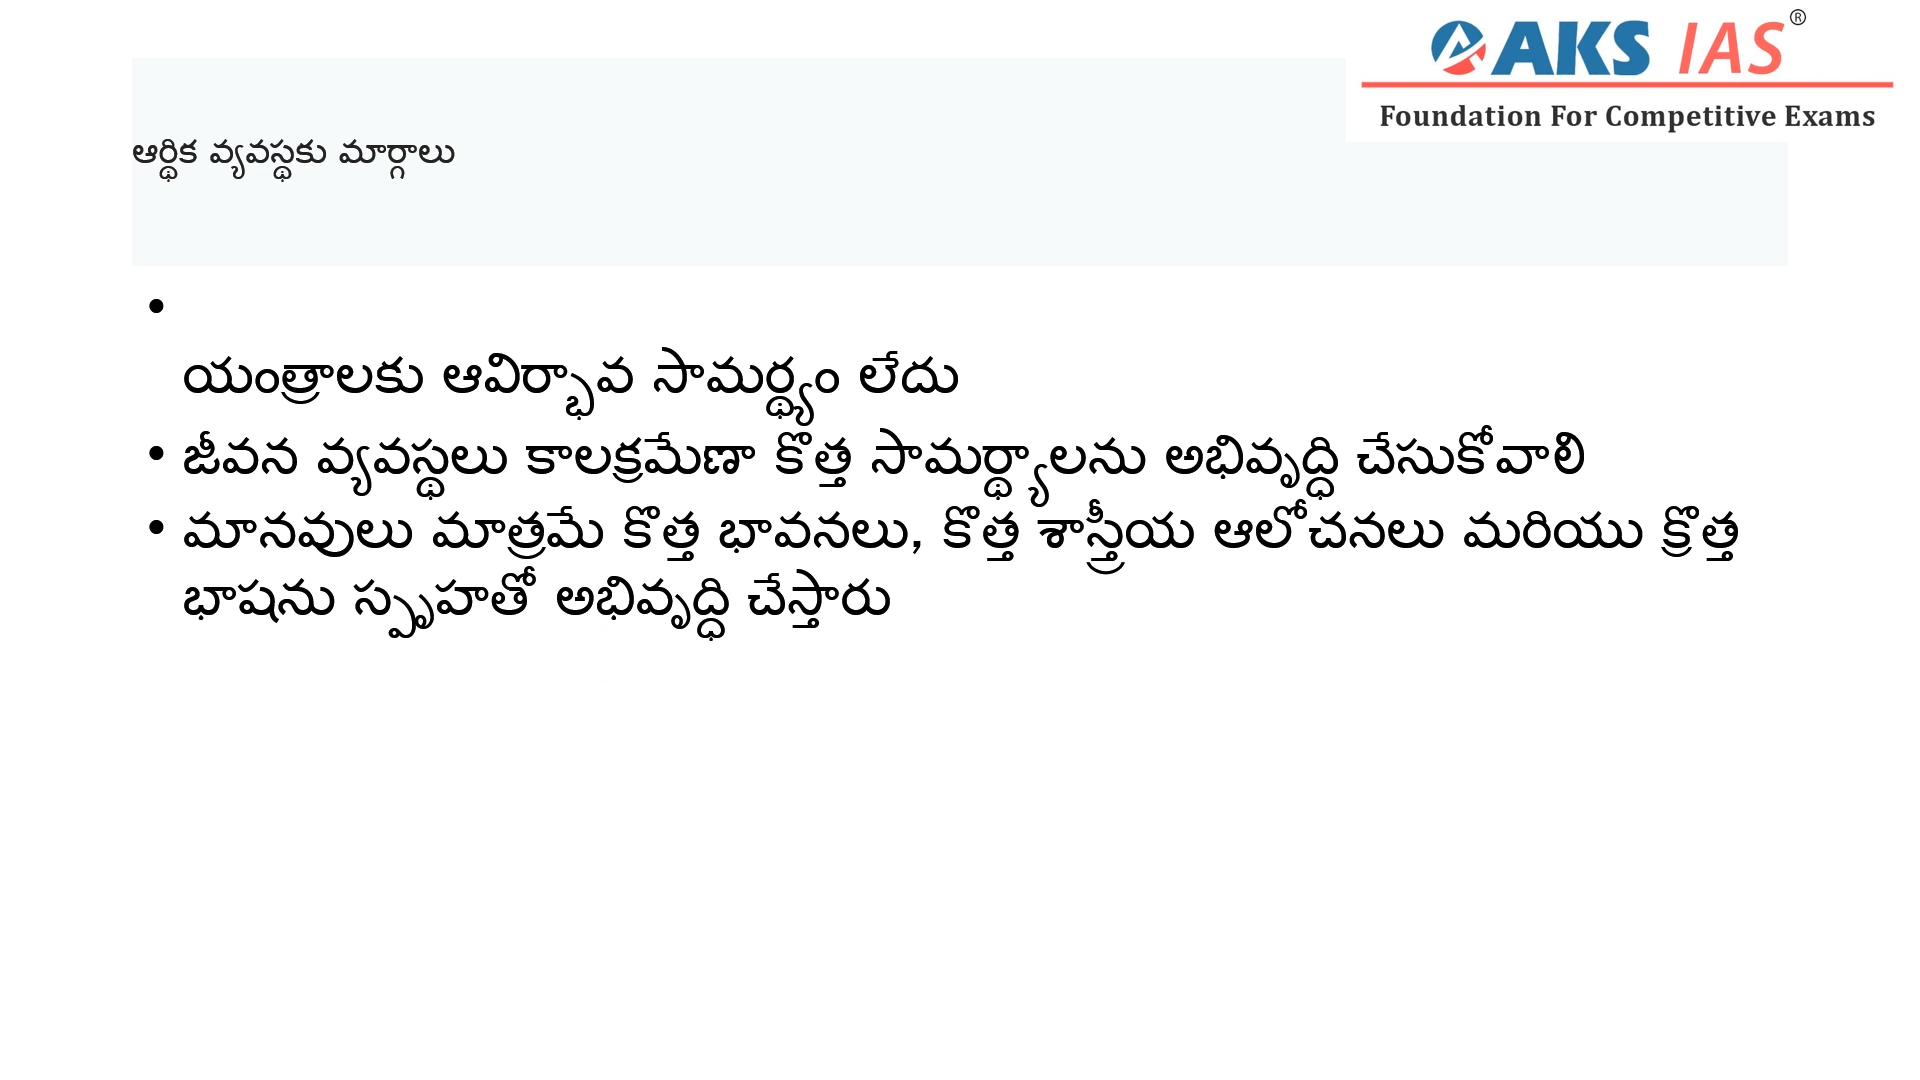 AKS IAS®
Foundation For Competitive Exams
ఆర్థిక వ్యవస్థకు మార్గాలు
•
యంత్రాలకు ఆవిర్భావ సామర్థ్యం లేదు
• జీవన వ్యవస్థలు కాలక్రమేణా కొత్త సామర్థ్యాలను అభివృద్ధి చేసుకోవాలి
• మానవులు మాత్రమే కొత్త భావనలు, కొత్త శాస్త్రీయ ఆలోచనలు మరియు క్రొత్త
భాషను స్పృహతో అభివృద్ధి చేస్తారు